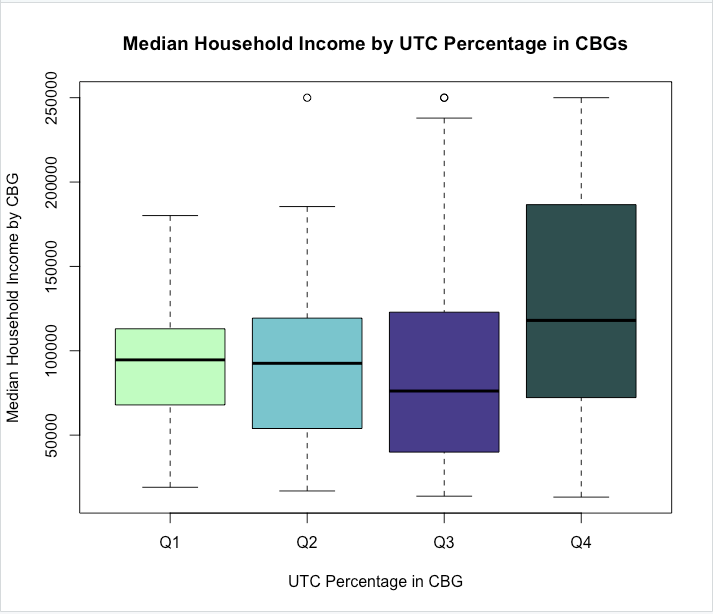 Median Household Income by UTC Percentage in CBGs
Median Household Income by CBG
250000
200000
150000
100000
50000
Q1 Q2 Q3 Q4
UTC Percentage in CBG